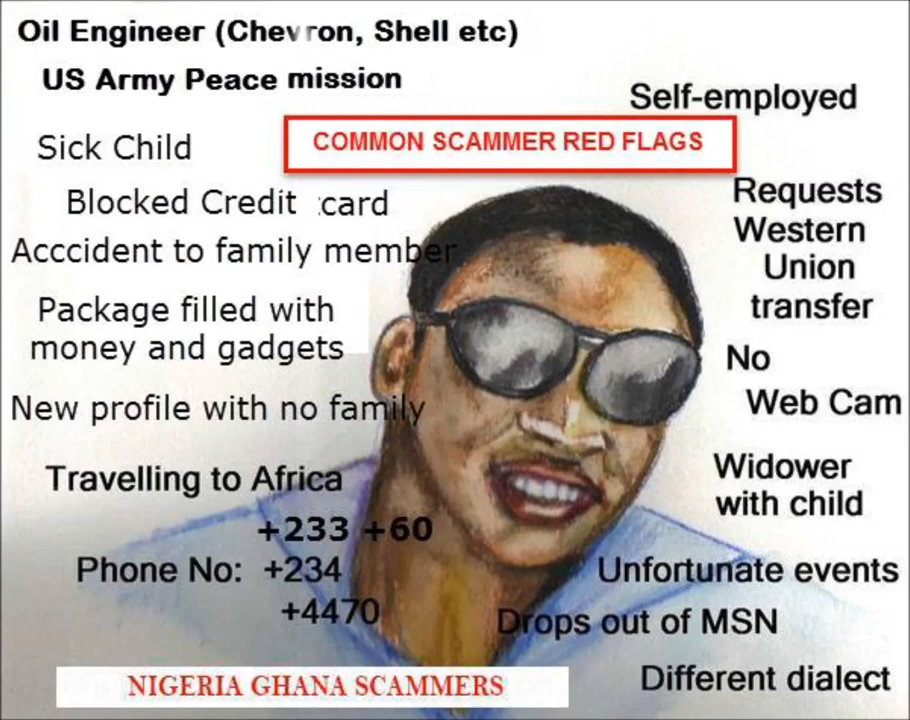 Oil Engineer (Chevron, Shell etc)
US Army Peace mission
Self-employed
COMMON SCAMMER RED FLAGS
Sick Child
Blocked Credit card
Acccident to family member
Package filled with
money and gadgets
New profile with no family
Travelling to Africa
+233 +60
Phone No: +234
+4470
Requests
Western
Union
transfer
No
Web Cam
Widower
with child
Unfortunate events
Drops out of MSN
Different dialect
NIGERIA GHANA SCAMMERS